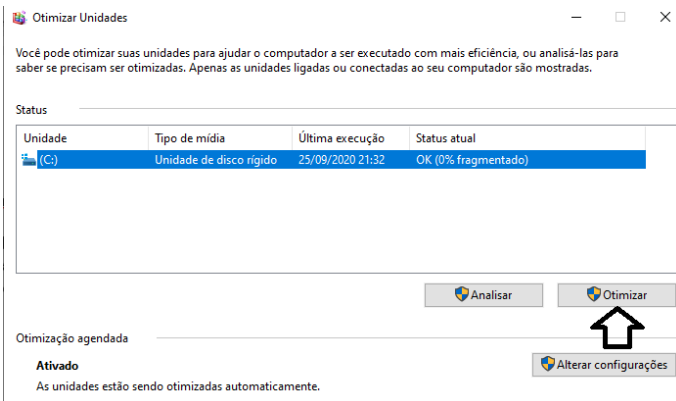 Otimizar Unidades
Você pode otimizar suas unidades para ajudar o computador a ser executado com mais eficiência, ou analisá-las para
saber se precisam ser otimizadas. Apenas as unidades ligadas ou conectadas ao seu computador são mostradas.
Status
Unidade Tipo de mídia Última execução Status atual
(C:) Unidade de disco rígido 25/09/2020 21:32 OK (0% fragmentado)
Analisar Otimizar
Otimização agendada
Ativado Alterar configurações
As unidades estão sendo otimizadas automaticamente.